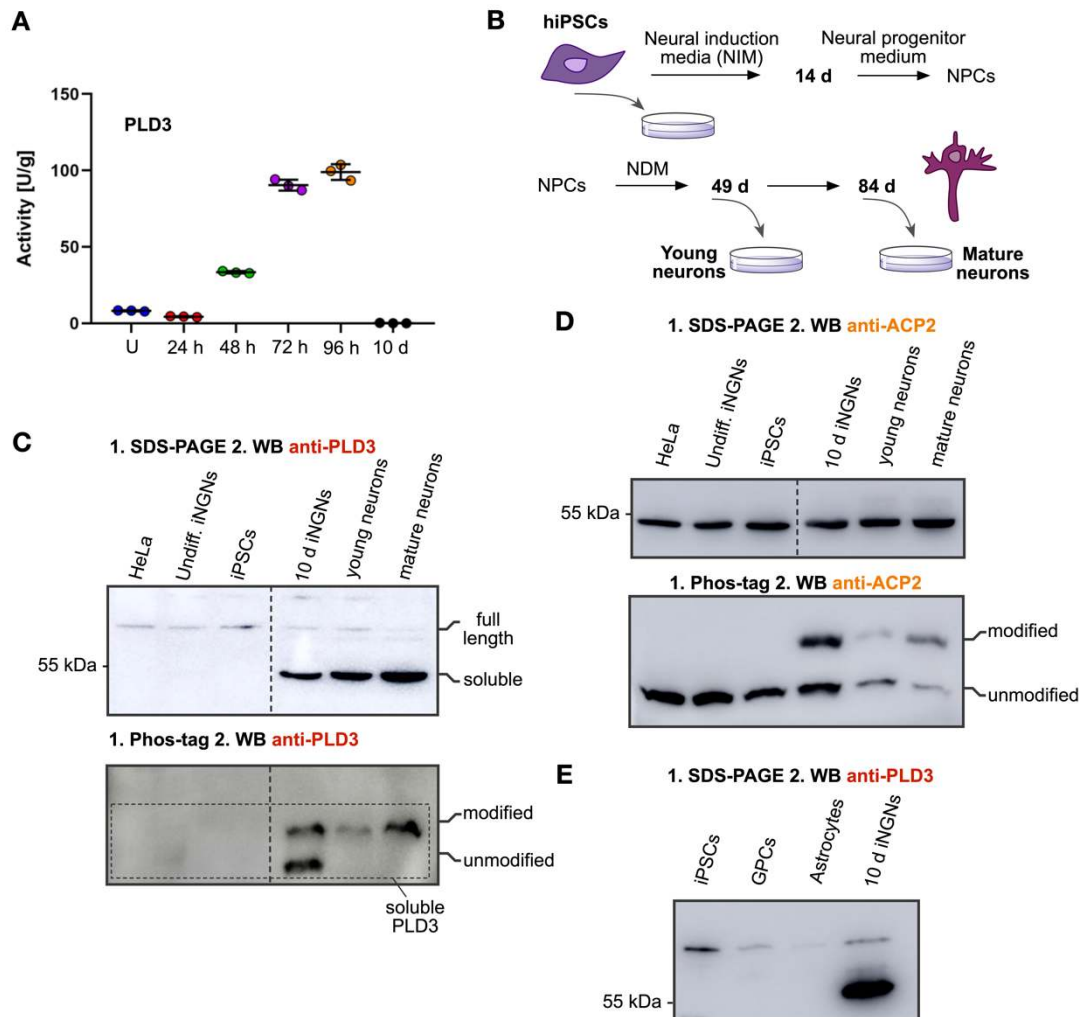 A
PLD3
Activity [U/g]
150
100
50
0
U
24 h
48 h
72 h
96 h
10 d
B
hiPSCs
Neural induction
media (NIM)
14 d
Neural progenitor
medium
NPCs
NPCs
NDM
49 d
84 d
Young
neurons
Mature
neurons
C
1. SDS-PAGE 2. WB anti-PLD3
HeLa
Undiff. iNGNs
iPSCs
10 d iNGNs
young neurons
mature neurons
full
length
55 kDa
soluble
1. Phos-tag 2. WB anti-PLD3
modified
unmodified
soluble
PLD3
D
1. SDS-PAGE 2. WB anti-ACP2
HeLa
Undiff. iNGNs
iPSCs
10 d iNGNs
young neurons
mature neurons
55 kDa
1. Phos-tag 2. WB anti-ACP2
modified
unmodified
E
1. SDS-PAGE 2. WB anti-PLD3
iPSCs
GPCs
Astrocytes
10 d iNGNs
55 kDa